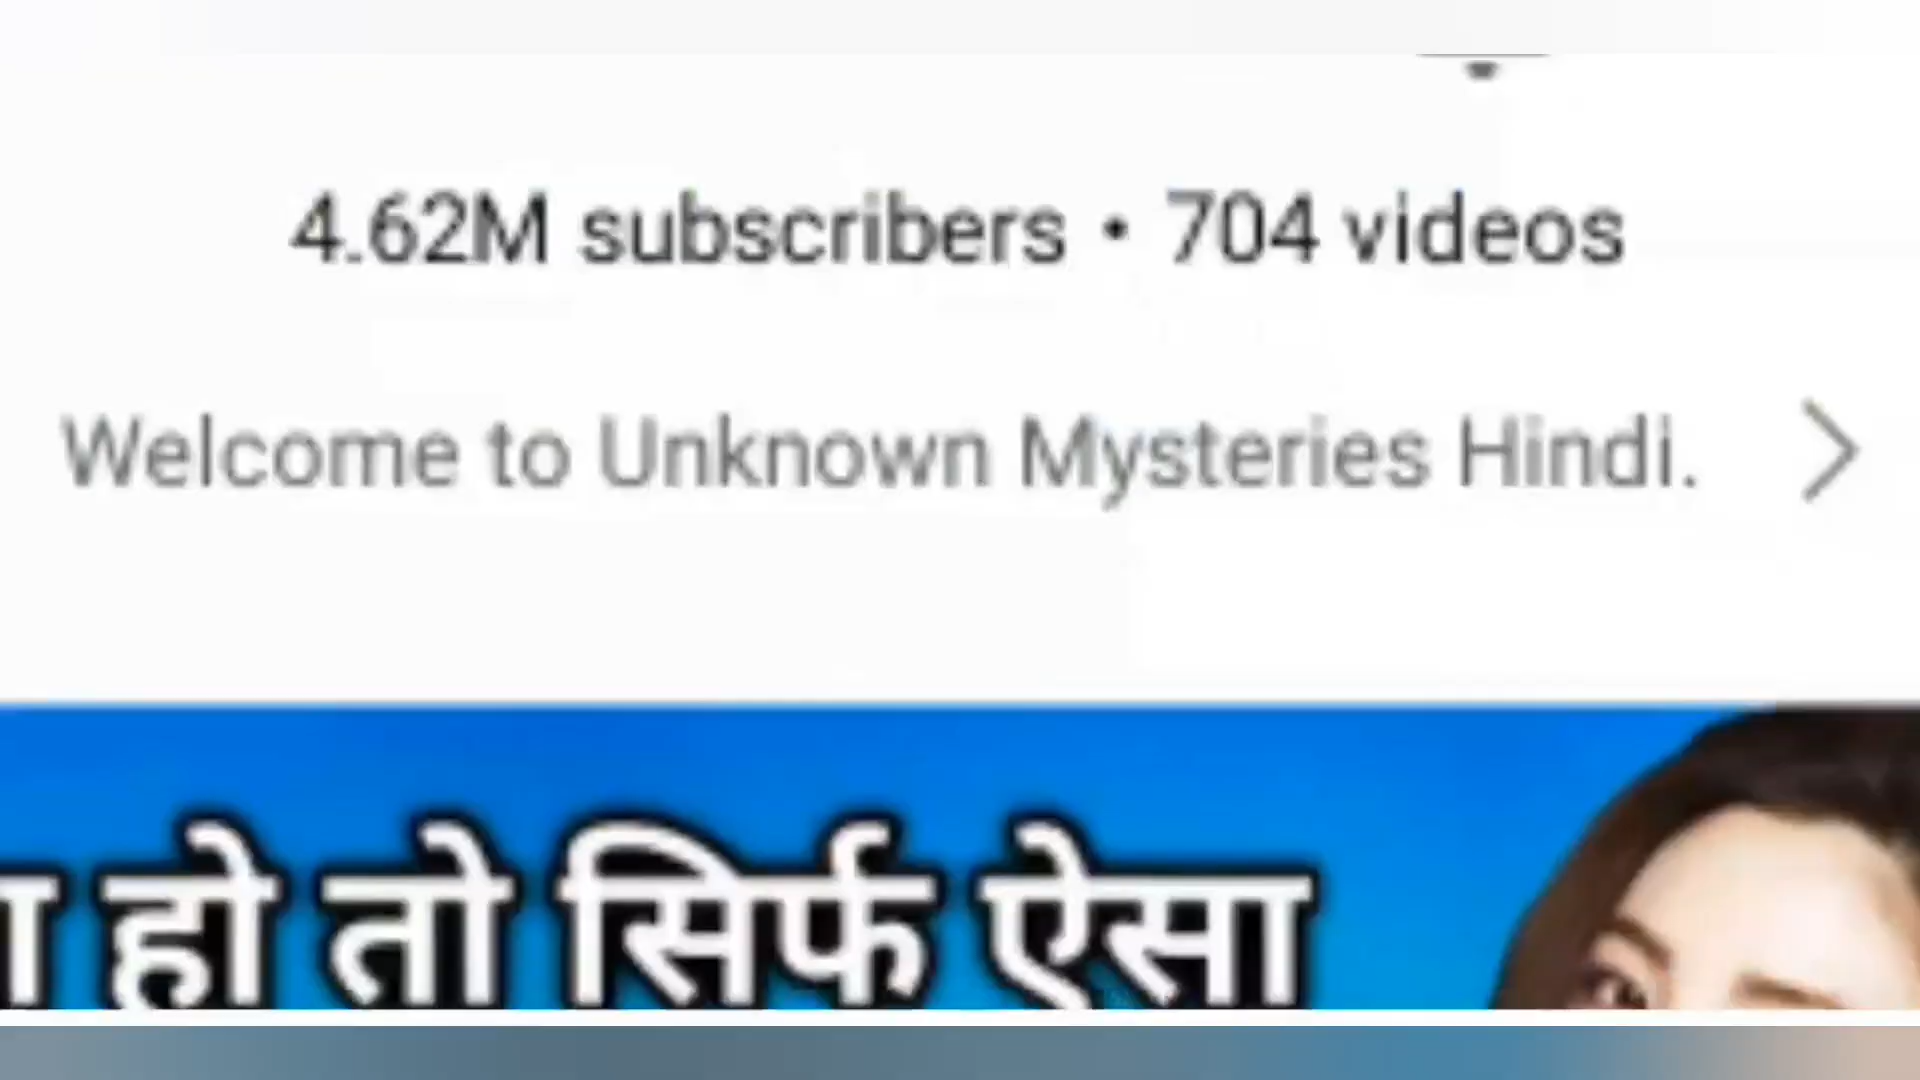 4.62M subscribers • 704 videos
Welcome to Unknown Mysteries Hindi.
हो तो सिर्फ ऐसा